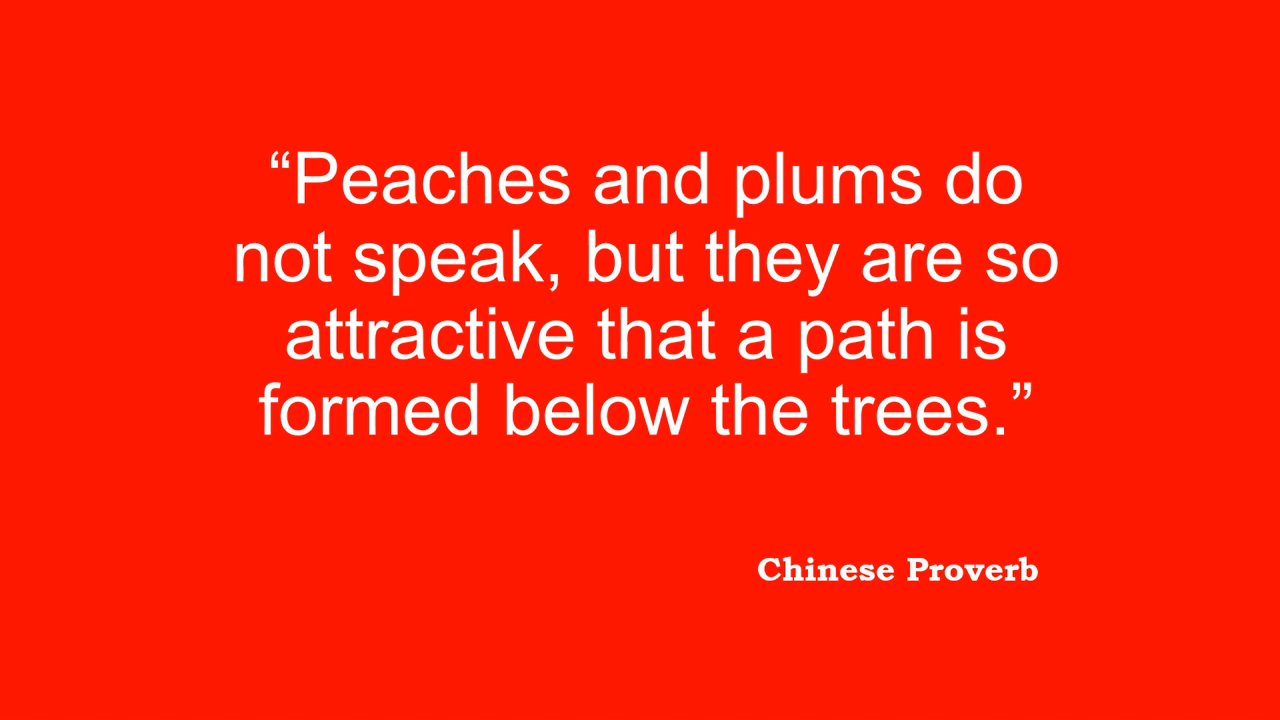 “Peaches and plums do
not speak, but they are so
attractive that a path is
formed below the trees.”
Chinese Proverb